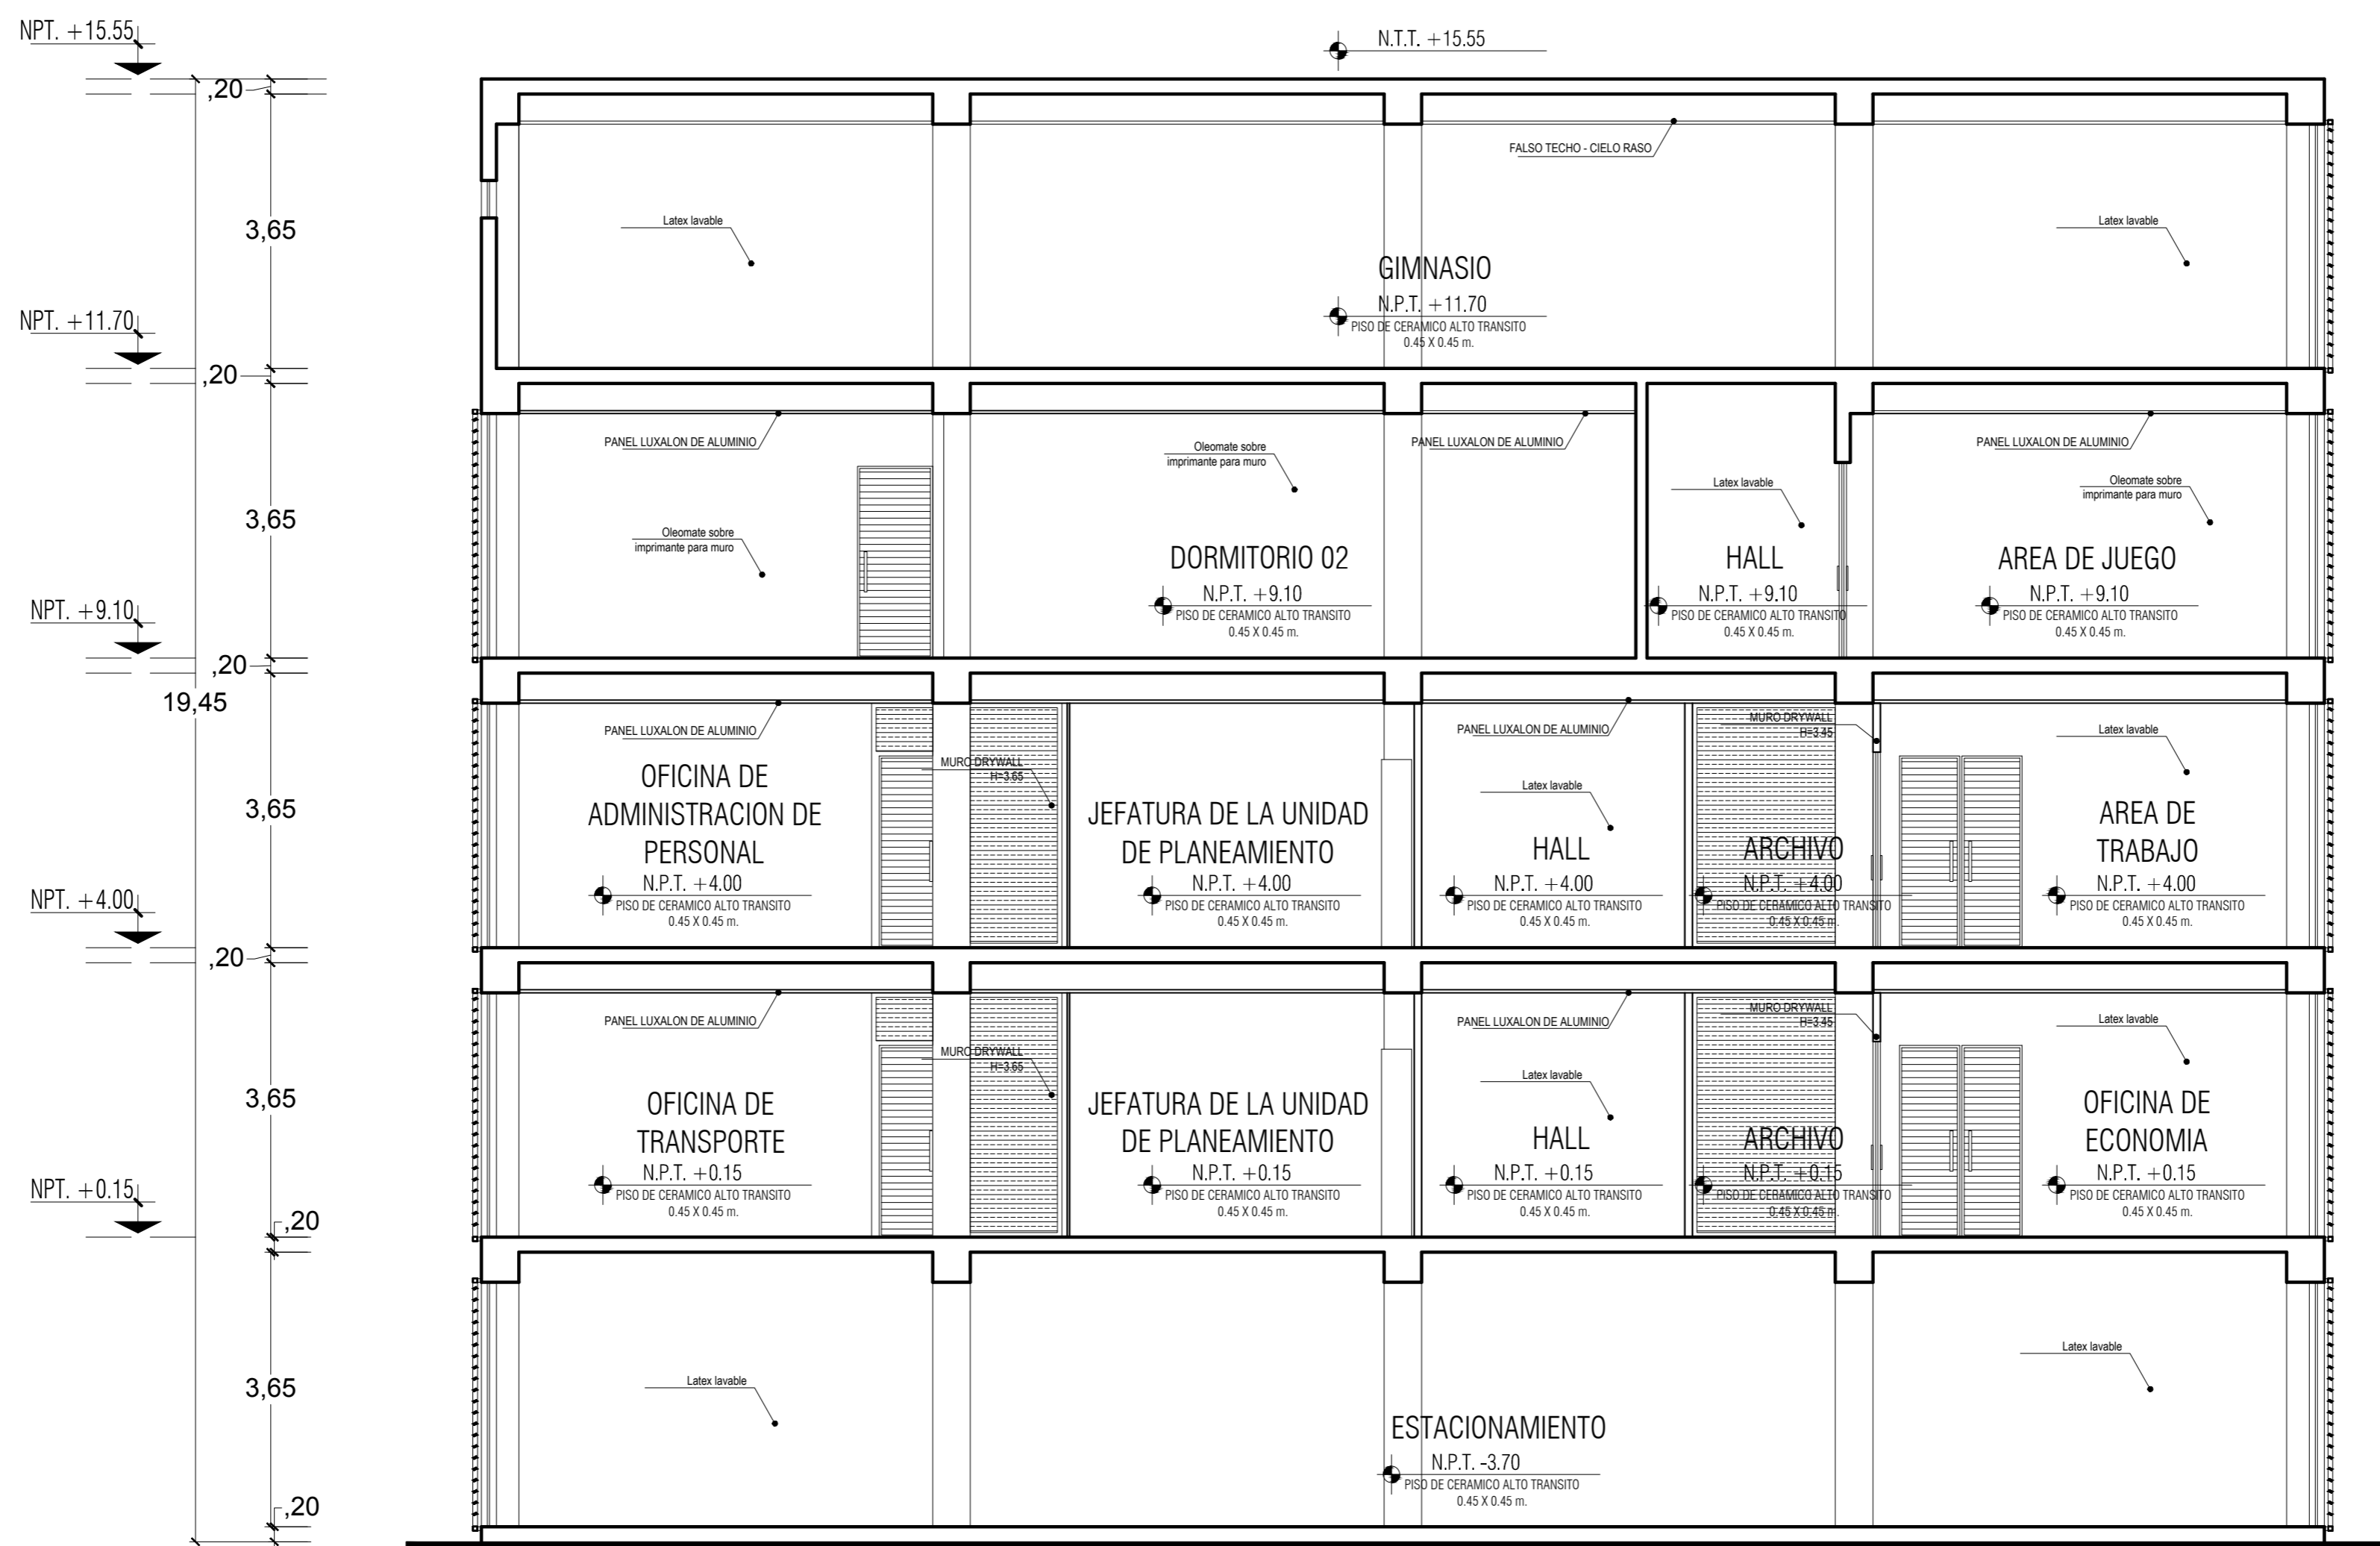 NPT. +15.55
N.T.T. +15.55
,20
FALSO TECHO - CIELO RASO
Latex lavable
Latex lavable
3,65
GIMNASIO
N.P.T. +11.70
PISO DE CERAMICO ALTO TRANSITO
0.45 X 0.45 m.
NPT. +11.70
,20
PANEL LUXALON DE ALUMINIO
PANEL LUXALON DE ALUMINIO
PANEL LUXALON DE ALUMINIO
Oleomate sobre
imprimante para muro
Latex lavable
Oleomate sobre
imprimante para muro
3,65
Oleomate sobre
imprimante para muro
DORMITORIO 02
N.P.T. +9.10
PISO DE CERAMICO ALTO TRANSITO
0.45 X 0.45 m.
HALL
N.P.T. +9.10
PISO DE CERAMICO ALTO TRANSITO
0.45 X 0.45 m.
AREA DE JUEGO
N.P.T. +9.10
PISO DE CERAMICO ALTO TRANSITO
0.45 X 0.45 m.
NPT. +9.10
,20
19,45
PANEL LUXALON DE ALUMINIO
MURO DRYWALL
H=3.65
PANEL LUXALON DE ALUMINIO
MURO DRYWALL
H=3.45
Latex lavable
Latex lavable
3,65
OFICINA DE
ADMINISTRACION DE
PERSONAL
N.P.T. +4.00
PISO DE CERAMICO ALTO TRANSITO
0.45 X 0.45 m.
JEFATURA DE LA UNIDAD
DE PLANEAMIENTO
N.P.T. +4.00
PISO DE CERAMICO ALTO TRANSITO
0.45 X 0.45 m.
HALL
N.P.T. +4.00
PISO DE CERAMICO ALTO TRANSITO
0.45 X 0.45 m.
ARCHIVO
N.P.T. +4.00
PISO DE CERAMICO ALTO TRANSITO
0.45 X 0.45 m.
AREA DE
TRABAJO
N.P.T. +4.00
PISO DE CERAMICO ALTO TRANSITO
0.45 X 0.45 m.
NPT. +4.00
,20
PANEL LUXALON DE ALUMINIO
MURO DRYWALL
H=3.65
PANEL LUXALON DE ALUMINIO
MURO DRYWALL
H=3.45
Latex lavable
Latex lavable
3,65
OFICINA DE
TRANSPORTE
N.P.T. +0.15
PISO DE CERAMICO ALTO TRANSITO
0.45 X 0.45 m.
JEFATURA DE LA UNIDAD
DE PLANEAMIENTO
N.P.T. +0.15
PISO DE CERAMICO ALTO TRANSITO
0.45 X 0.45 m.
HALL
N.P.T. +0.15
PISO DE CERAMICO ALTO TRANSITO
0.45 X 0.45 m.
ARCHIVO
N.P.T. +0.15
PISO DE CERAMICO ALTO TRANSITO
0.45 X 0.45 m.
OFICINA DE
ECONOMIA
N.P.T. +0.15
PISO DE CERAMICO ALTO TRANSITO
0.45 X 0.45 m.
NPT. +0.15
,20
Latex lavable
Latex lavable
3,65
ESTACIONAMIENTO
N.P.T. -3.70
PISO DE CERAMICO ALTO TRANSITO
0.45 X 0.45 m.
,20